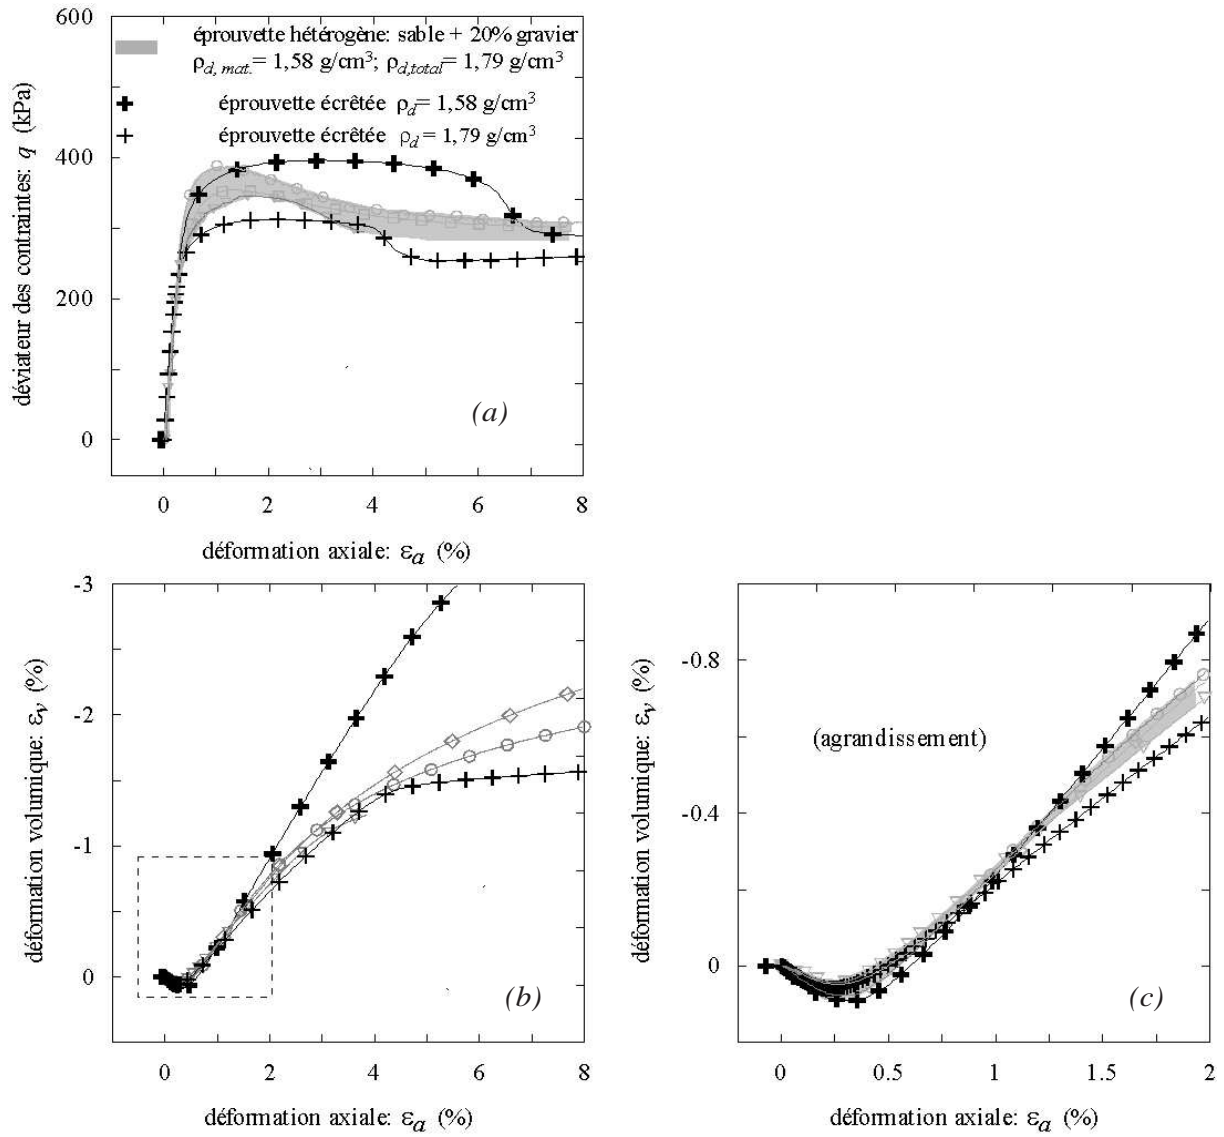 600
400
200
0
déviateur des contraintes: q (kPa)
éprouvette hétérogène: sable + 20% gravier
ρd, mat. = 1,58 g/cm³; ρd,total = 1,79 g/cm³
éprouvette écrêtée ρd = 1,58 g/cm³
éprouvette écrêtée ρd = 1,79 g/cm³
(a)
0 2 4 6 8
déformation axiale: εa (%)
-3
-2
-1
0
déformation volumique: εv (%)
(b)
0 2 4 6 8
déformation axiale: εa (%)
-0.8
-0.4
0
déformation volumique: εv (%)
(agrandissement)
(c)
0 0.5 1 1.5 2
déformation axiale: εa (%)